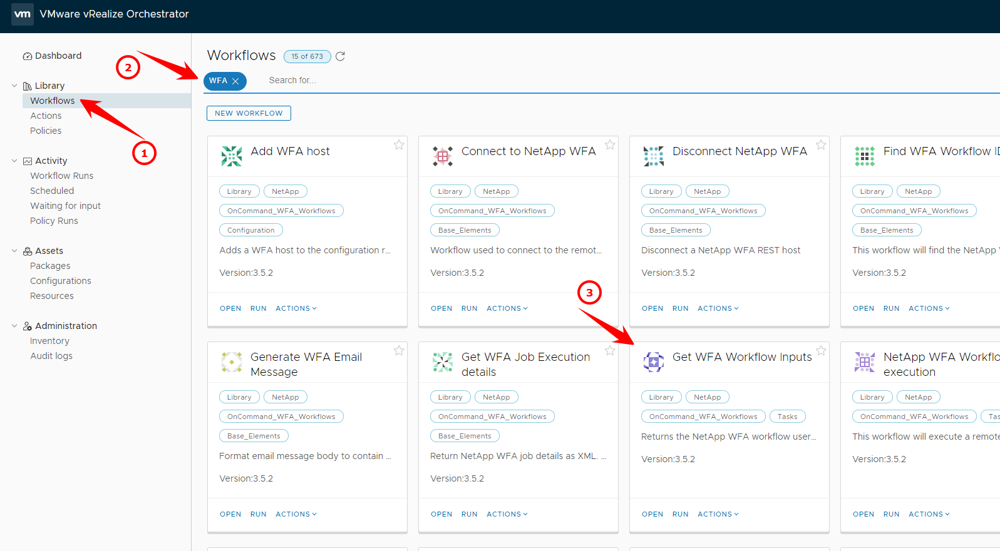 vm VMware vRealize Orchestrator
Dashboard
Library
Workflows
Actions
Policies
Activity
Workflow Runs
Scheduled
Waiting for input
Policy Runs
Assets
Packages
Configurations
Resources
Administration
Inventory
Audit logs
1
2
3
Workflows 15 of 673
WFA Search for...
NEW WORKFLOW
Add WFA host
Library NetApp
OnCommand_WFA_Workflows
Configuration
Adds a WFA host to the configuration r...
Version:3.5.2
OPEN RUN ACTIONS
Connect to NetApp WFA
Library NetApp
OnCommand_WFA_Workflows
Base_Elements
Workflow used to connect to the remot...
Version:3.5.2
OPEN RUN ACTIONS
Disconnect NetApp WFA
Library NetApp
OnCommand_WFA_Workflows
Base_Elements
Disconnect a NetApp WFA REST host
Version:3.5.2
OPEN RUN ACTIONS
Find WFA Workflow ID
Library NetApp
OnCommand_WFA_Workflows
Base_Elements
This workflow will find the NetApp
Version:3.5.2
OPEN RUN ACTIONS
Generate WFA Email
Message
Library NetApp
OnCommand_WFA_Workflows
Base_Elements
Format email message body to contain ...
Version:3.5.2
OPEN RUN ACTIONS
Get WFA Job Execution
details
Library NetApp
OnCommand_WFA_Workflows
Base_Elements
Return NetApp WFA job details as XML. ...
Version:3.5.2
OPEN RUN ACTIONS
Get WFA Workflow Inputs
Library NetApp
OnCommand_WFA_Workflows Tasks
Returns the NetApp WFA workflow user...
Version:3.5.2
OPEN RUN ACTIONS
NetApp WFA Workflo
execution
Library NetApp
OnCommand_WFA_Workflows Tas
This workflow will execute a remote
Version:3.5.2
OPEN RUN ACTIONS